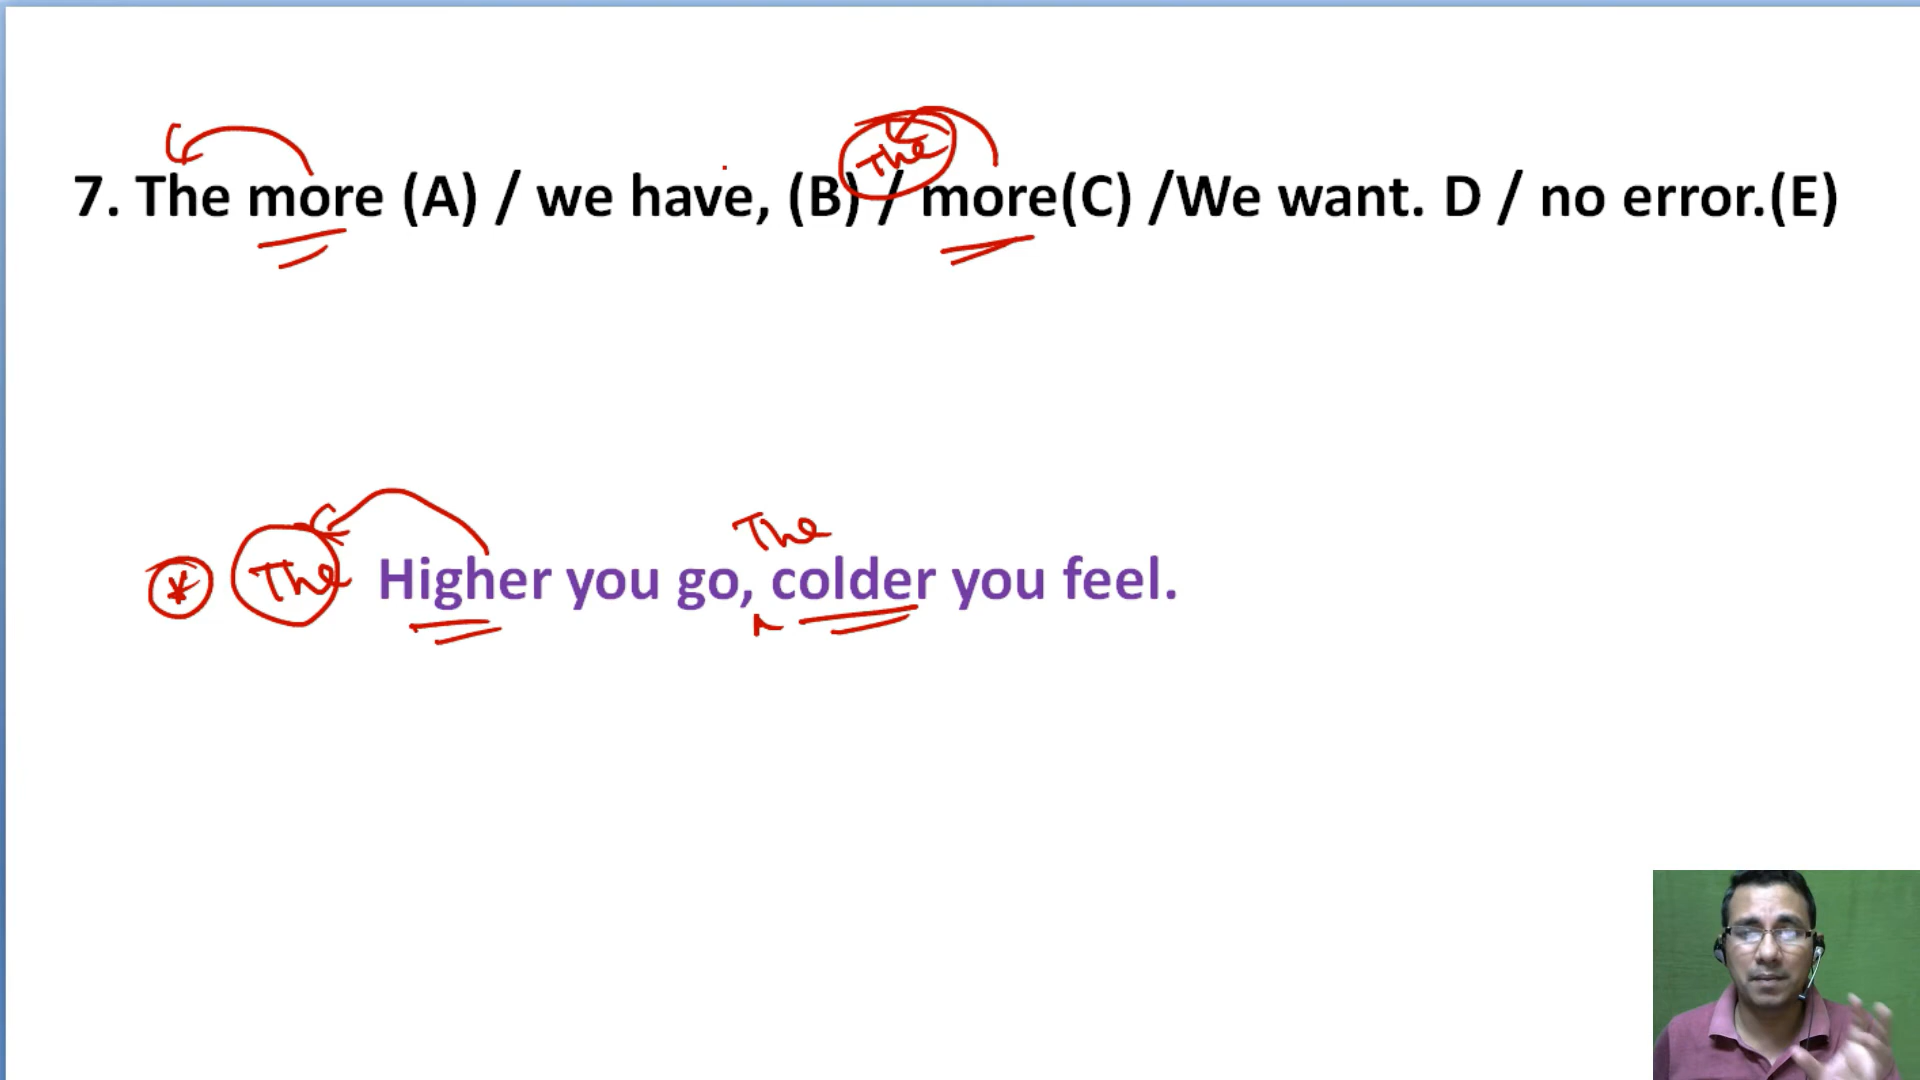 The
7. The more (A) / we have, (B) / more(C) /We want. D / no error.(E)
The
* The Higher you go, colder you feel.